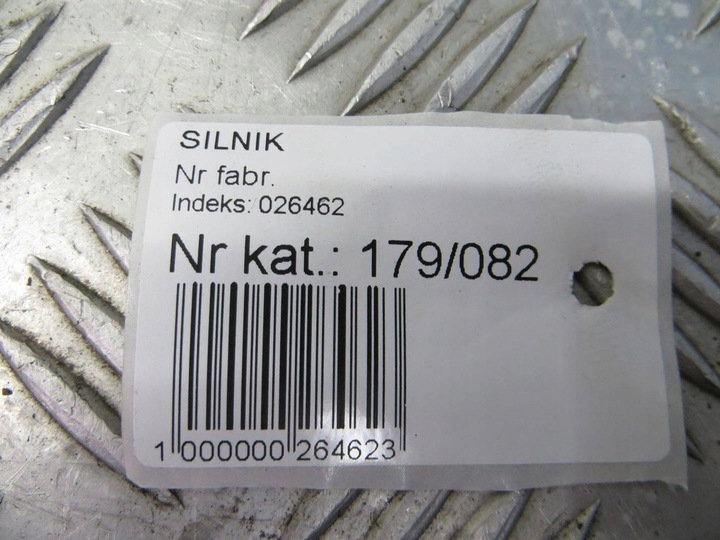 SILNIK
Nr fabr.
Indeks: 026462
Nr kat.: 179/082
1 000000 264623